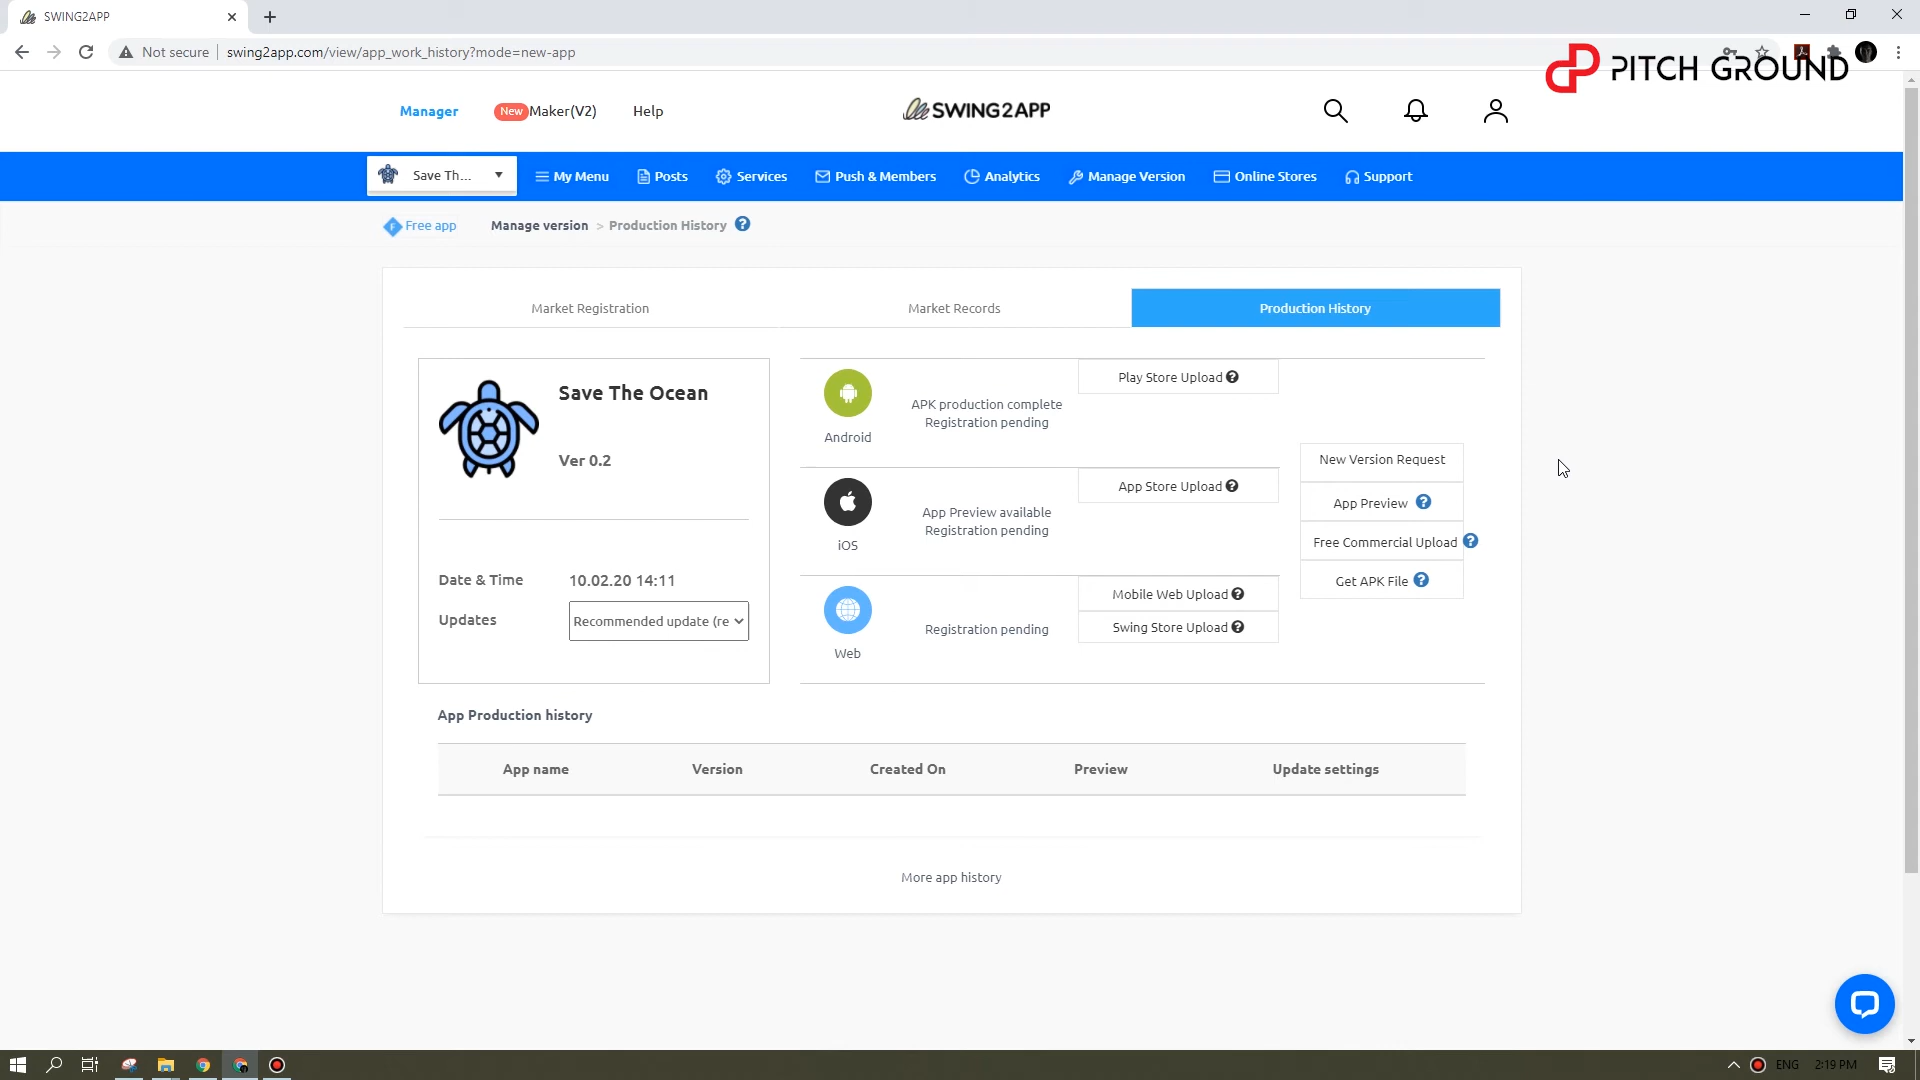 SWING2APP
Not secure
swing2app.com/view/app_work_history?mode=new-app
PITCH GROUND
Manager
New Maker(V2)
Help
SWING2APP
Save Th...
My Menu
Posts
Services
Push & Members
Analytics
Manage Version
Online Stores
Support
Free app
Manage version > Production History
Market Registration
Market Records
Production History
Save The Ocean
Ver 0.2
Date & Time
10.02.20 14:11
Updates
Recommended update (re
Android
APK production complete
Registration pending
Play Store Upload
iOS
App Preview available
Registration pending
App Store Upload
Web
Registration pending
Mobile Web Upload
Swing Store Upload
New Version Request
App Preview
Free Commercial Upload
Get APK File
App Production history
App name
Version
Created On
Preview
Update settings
More app history
ENG
2:19 PM